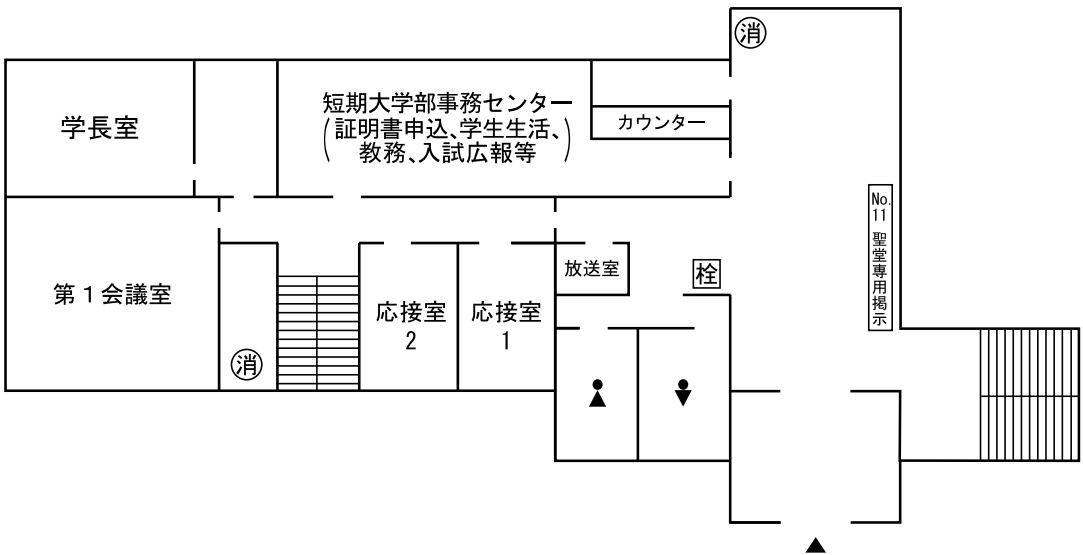 消
短期大学部事務センター
(証明書申込、学生生活、
教務、入試広報等)
カウンター
学長室
No.
11 聖堂専用掲示
放送室
栓
第1会議室
応接室
2
応接室
1
消